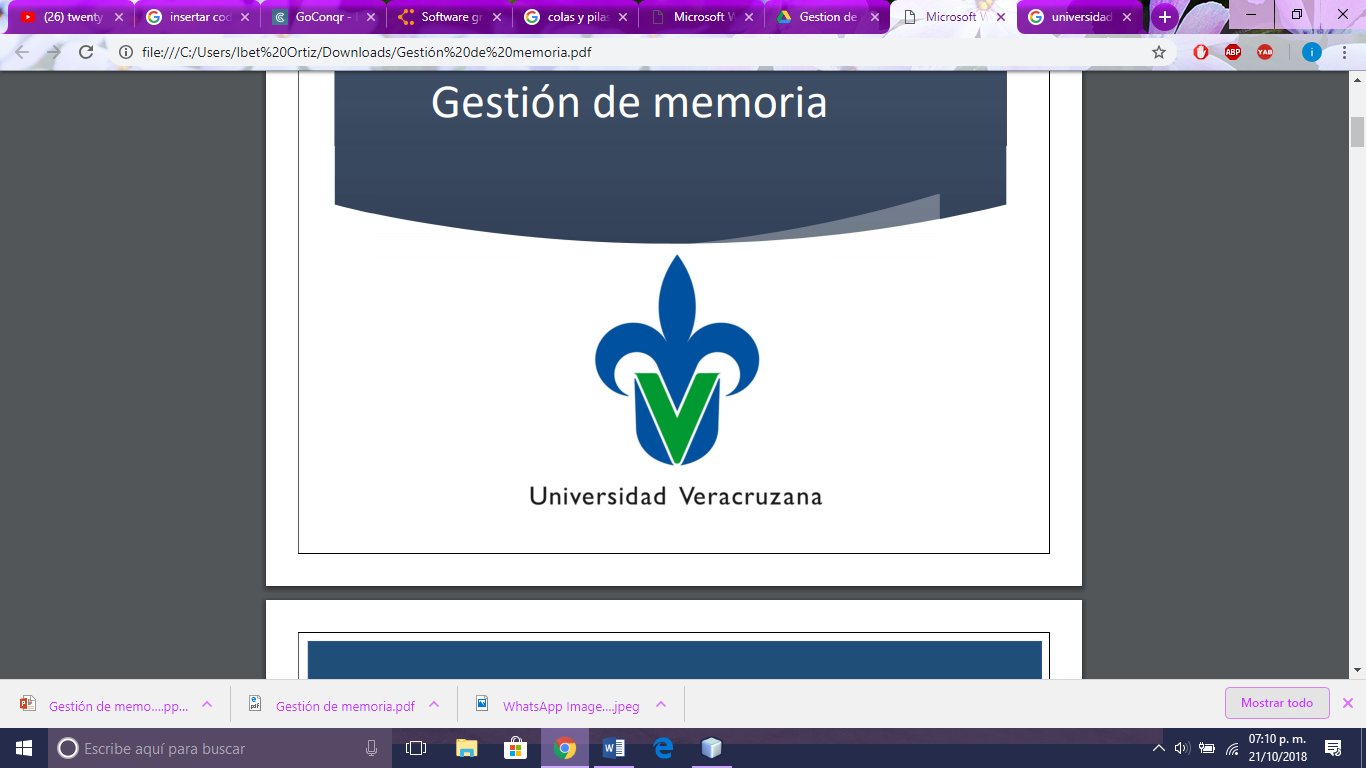 (26) twenty
insertar cod
GoConqr -
Software gr
colas y pilas
Microsoft W
Gestion de
Microsoft W
universidad
file:///C:/Users/Ibet%20Ortiz/Downloads/Gestión%20de%20memoria.pdf
ABP
YAB
i
Gestión de memoria
Universidad Veracruzana
Gestión de memo....pp...
Gestión de memoria.pdf
WhatsApp Image....jpeg
Mostrar todo
Escribe aquí para buscar
07:10 p. m.
21/10/2018